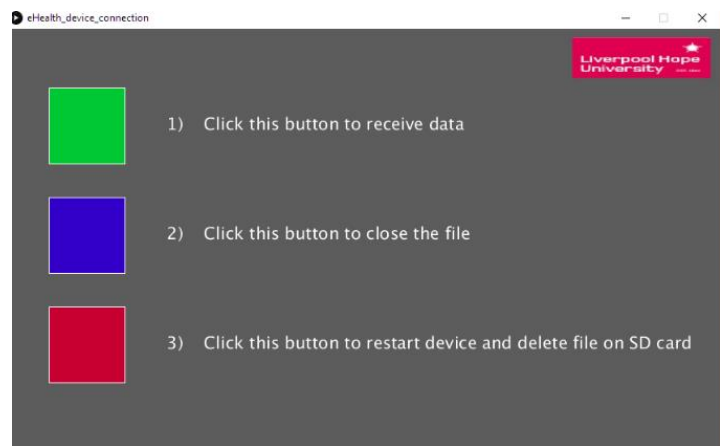 eHealth_device_connection
Liverpool Hope
University
1) Click this button to receive data
2) Click this button to close the file
3) Click this button to restart device and delete file on SD card